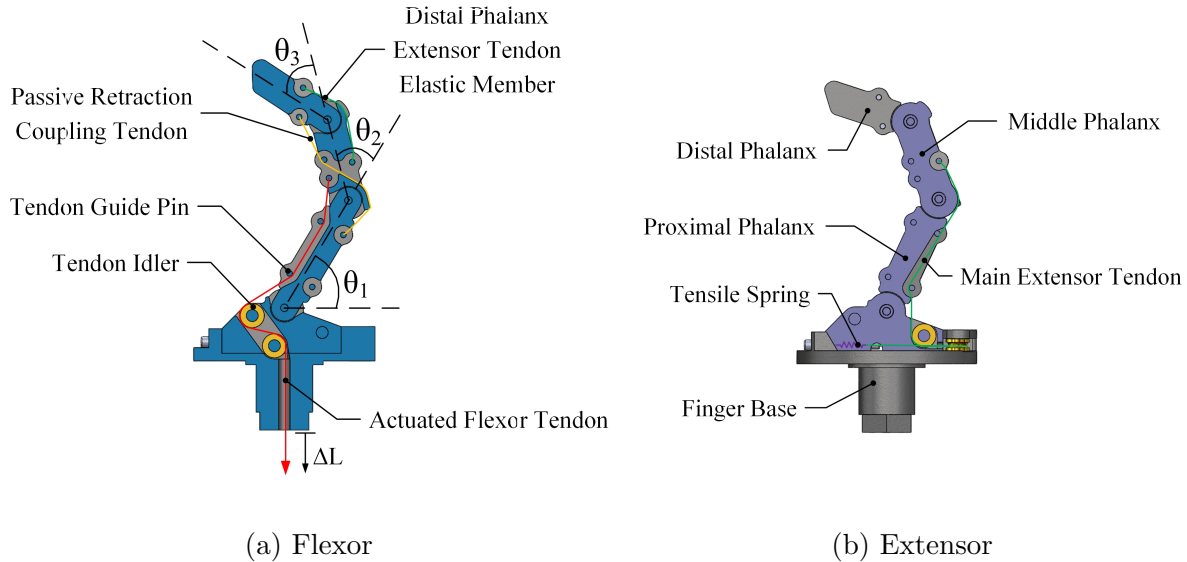 Distal Phalanx
Extensor Tendon
Elastic Member
θ3
Passive Retraction
Coupling Tendon
θ2
Tendon Guide Pin
Tendon Idler
θ1
Actuated Flexor Tendon
ΔL
(a) Flexor
Middle Phalanx
Distal Phalanx
Proximal Phalanx
Main Extensor Tendon
Tensile Spring
Finger Base
(b) Extensor